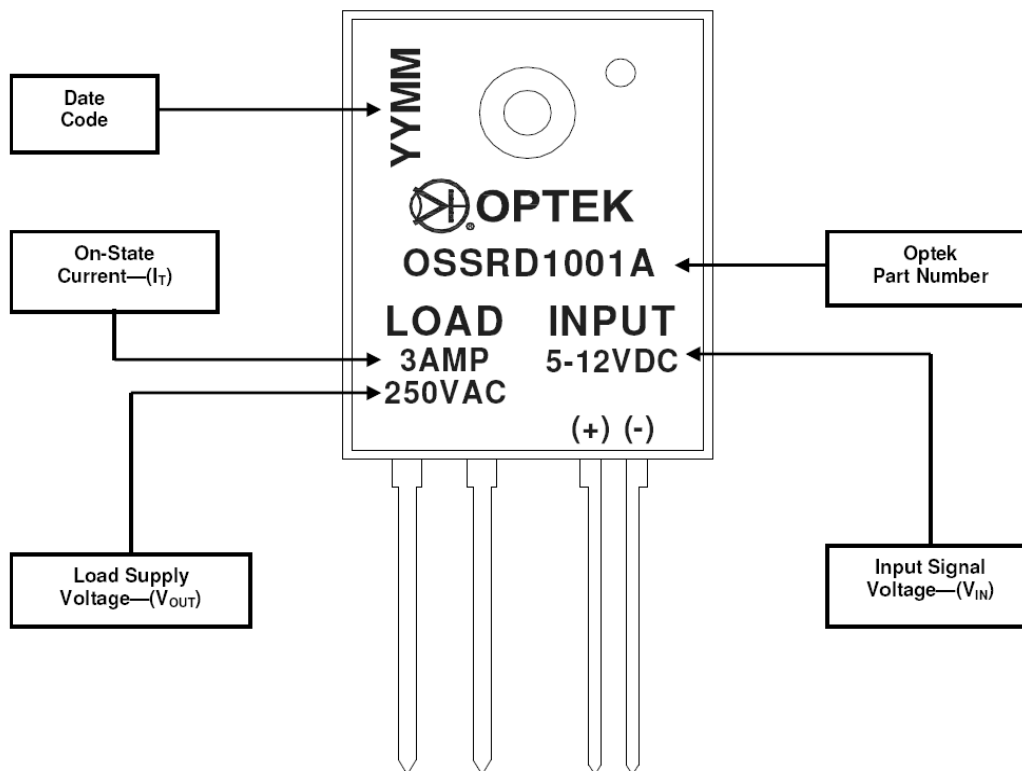 Date
Code
YYMM
® OPTEK
OSSRD1001A
Optek
Part Number
On-State
Current—(IT)
LOAD INPUT
3AMP 5-12VDC
250VAC
(+) (-)
Load Supply
Voltage—(VOUT)
Input Signal
Voltage—(VIN)